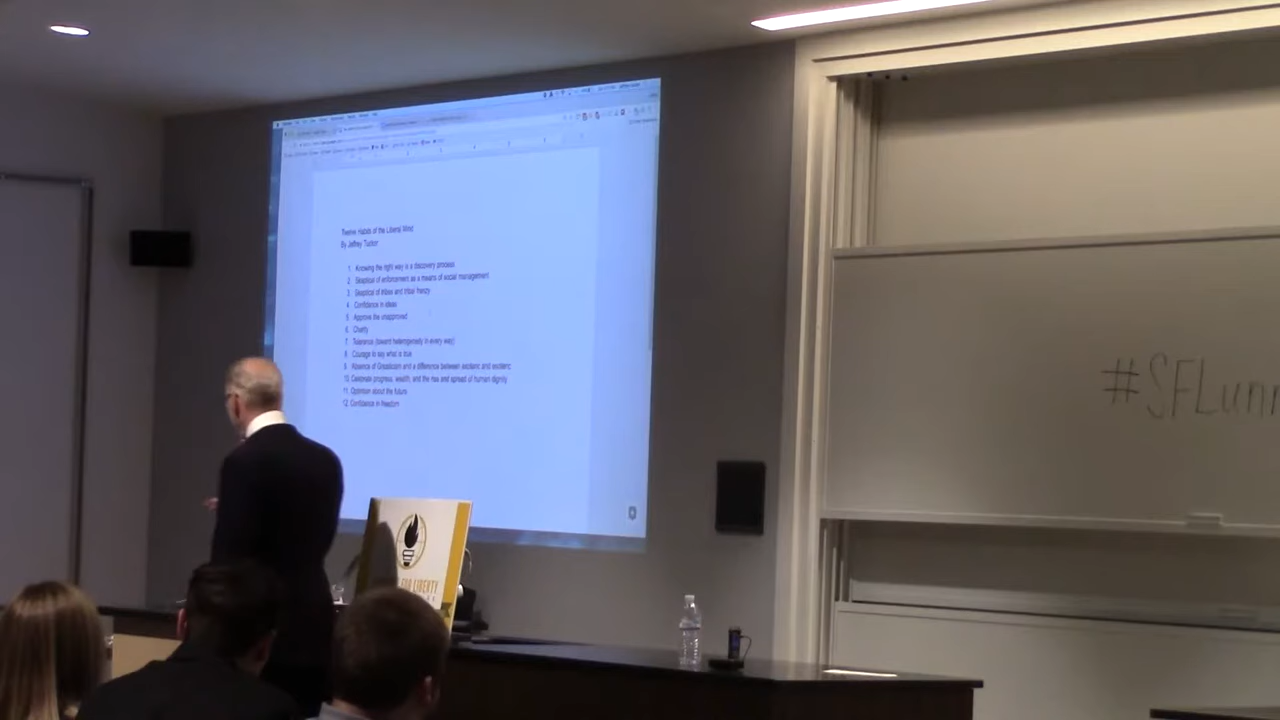 Twelve Habits of the Liberal Mind
By Jeffrey Tucker
1. Knowing the right way is a discovery process
2. Skeptical of enforcement as a means of social management
3. Skeptical of tribes and tribal frenzy
4. Confidence in ideas
5. Approve the unapproved
6. Charity
7. Tolerance (toward heterogeneity in every way)
8. Courage to say what is true
9. Absence of Gnosticism and a difference between esoteric and exoteric
10. Celebrate progress, wealth, and the rise and spread of human dignity
11. Optimism about the future
12. Confidence in freedom
#SFLunn
FOR LIBERTY